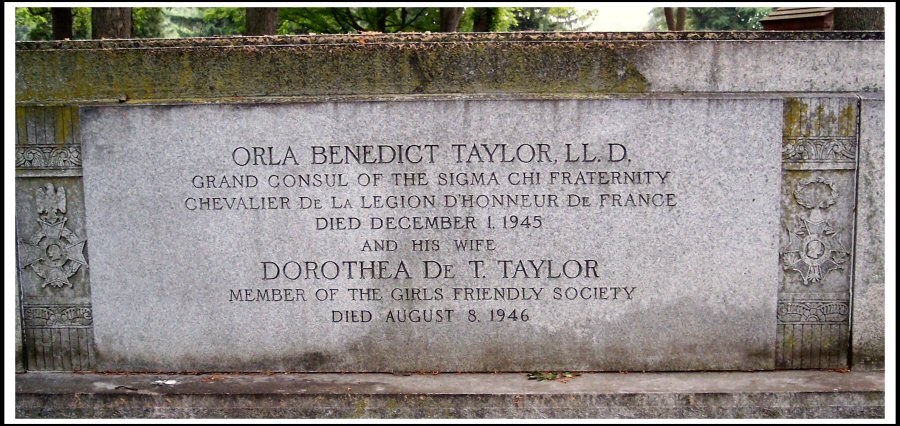 ORLA BENEDICT TAYLOR, LL. D.
GRAND CONSUL OF THE SIGMA CHI FRATERNITY
CHEVALIER De La LEGION D'HONNEUR De FRANCE
DIED DECEMBER 1, 1945
AND HIS WIFE
DOROTHEA De T. TAYLOR
MEMBER OF THE GIRLS FRIENDLY SOCIETY
DIED AUGUST 8, 1946